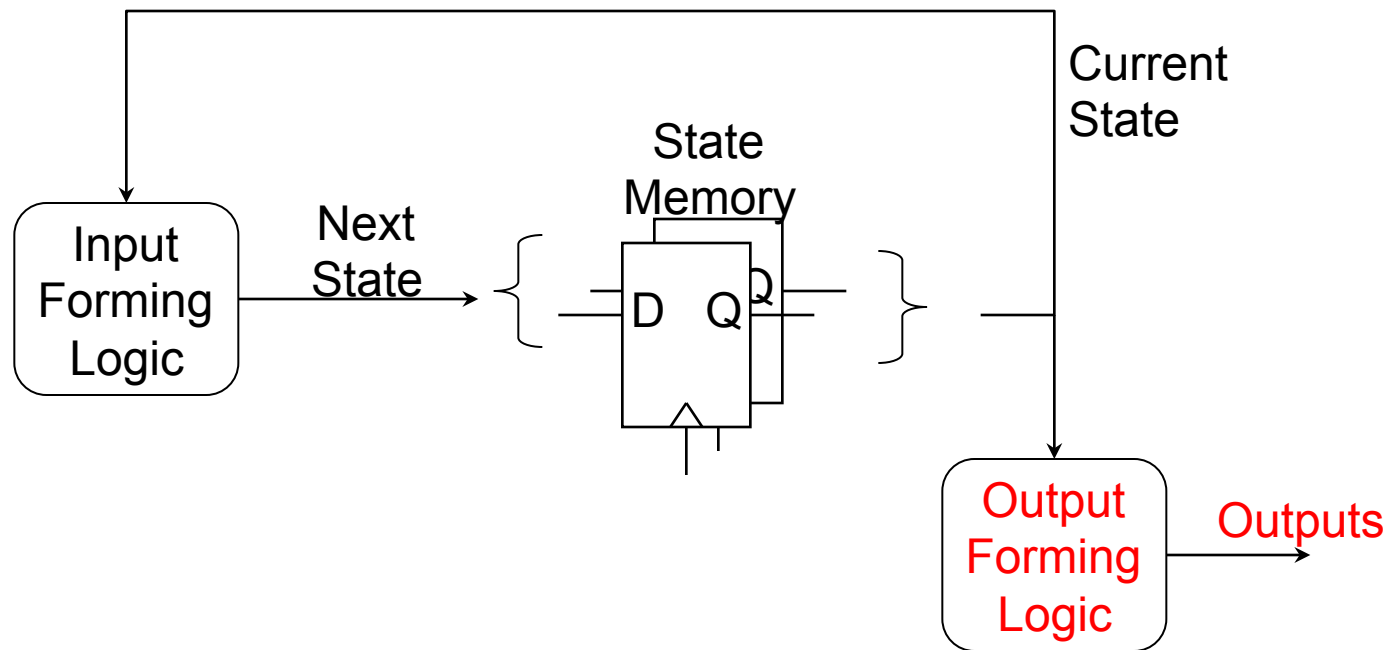 Current
State
State
Memory
Next
State
Input
Forming
Logic
D
Q
Q
Output
Forming
Logic
Outputs